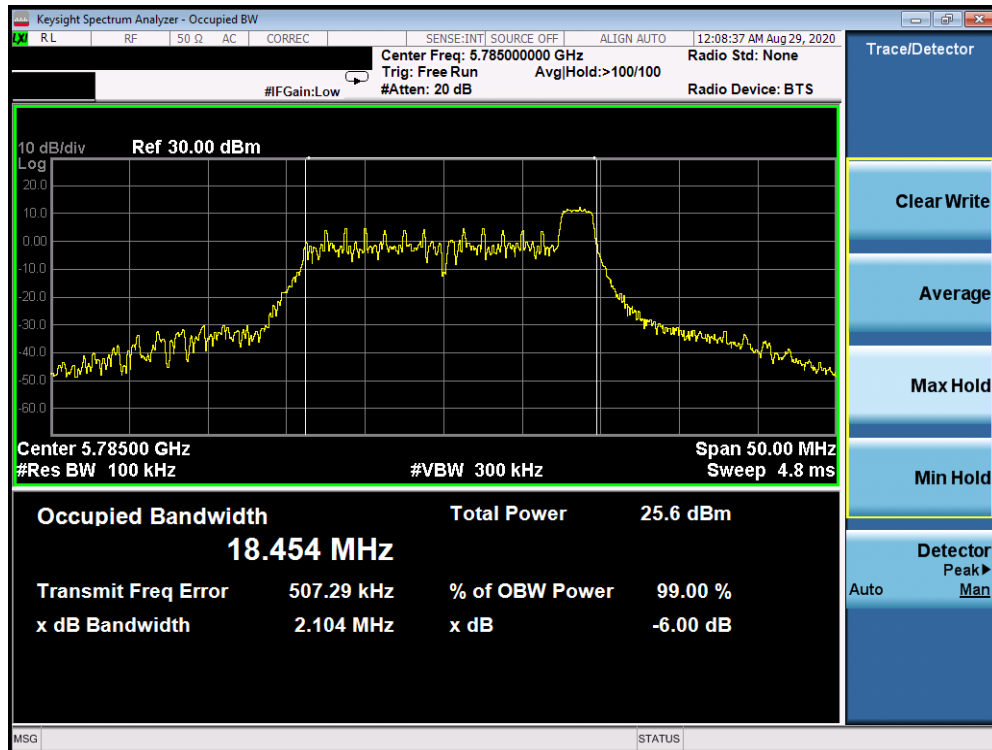 Keysight Spectrum Analyzer - Occupied BW
LXI RL RF 50 Ω AC CORREC SENSE:INT SOURCE OFF ALIGN AUTO 12:08:37 AM Aug 29, 2020
Center Freq: 5.785000000 GHz Radio Std: None
Trig: Free Run Avg|Hold:>100/100
#IFGain:Low #Atten: 20 dB Radio Device: BTS
10 dB/div Ref 30.00 dBm
Log
20.0
10.0
0.00
-10.0
-20.0
-30.0
-40.0
-50.0
-60.0
Center 5.78500 GHz Span 50.00 MHz
#Res BW 100 kHz #VBW 300 kHz Sweep 4.8 ms
Occupied Bandwidth Total Power 25.6 dBm
18.454 MHz
Transmit Freq Error 507.29 kHz % of OBW Power 99.00 %
x dB Bandwidth 2.104 MHz x dB -6.00 dB
MSG STATUS
Trace/Detector
Clear Write
Average
Max Hold
Min Hold
Detector
Peak▶
Auto Man